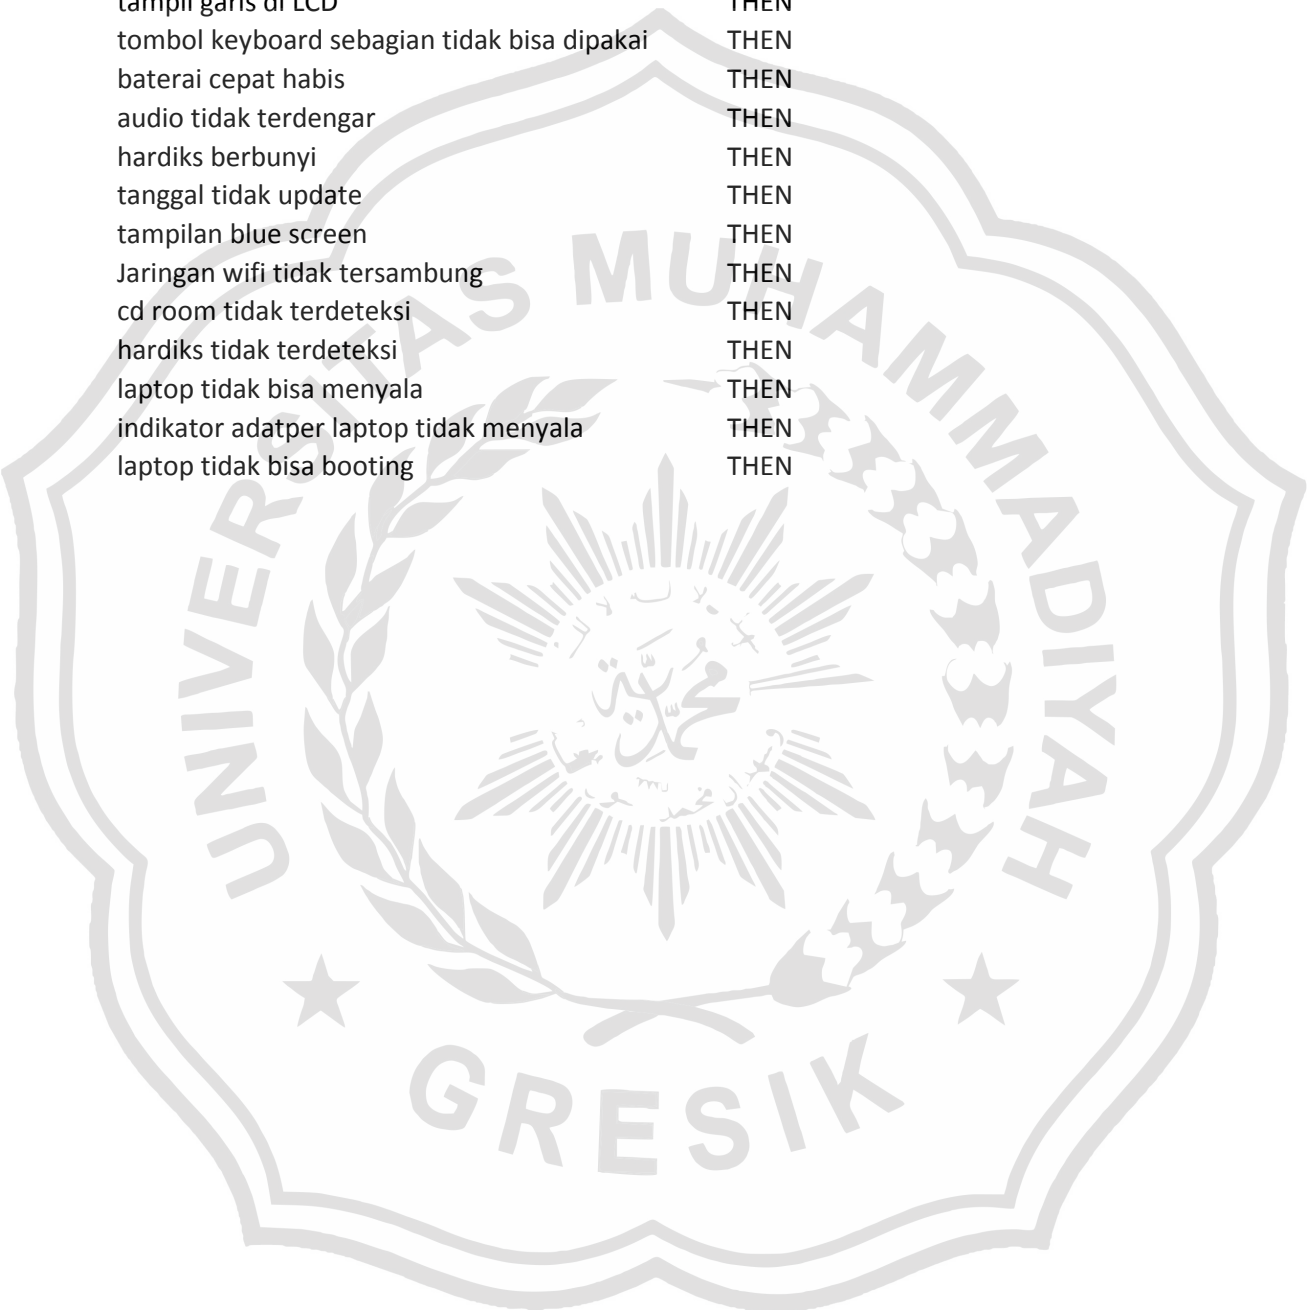 tampil garis di LCD THEN
tombol keyboard sebagian tidak bisa dipakai THEN
baterai cepat habis THEN
audio tidak terdengar THEN
hardiks berbunyi THEN
tanggal tidak update THEN
tampilan blue screen THEN
Jaringan wifi tidak tersambung THEN
cd room tidak terdeteksi THEN
hardiks tidak terdeteksi THEN
laptop tidak bisa menyala THEN
indikator adatper laptop tidak menyala THEN
laptop tidak bisa booting THEN
UNIVERSITAS MUHAMMADIYAH
GRESIK